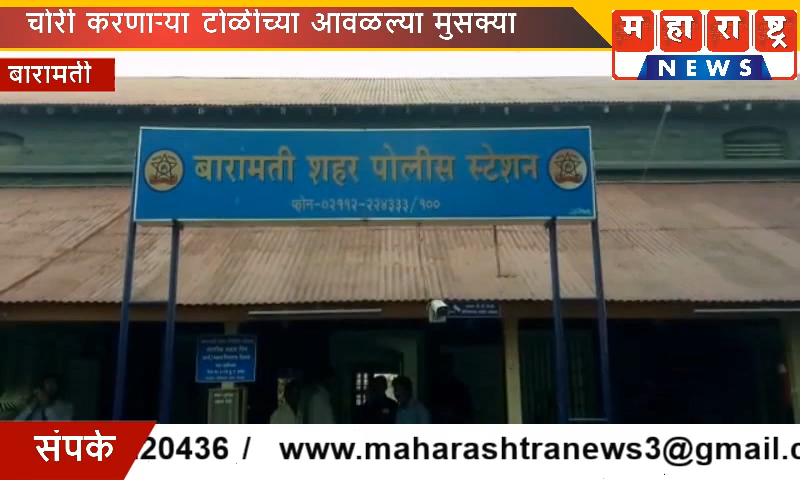 चोरी करणाऱ्या टोळीच्या आवळल्या मुसक्या
महाराष्ट्र
NEWS
बारामती
बारामती शहर पोलीस स्टेशन
फोन-०२११२-२२४३३३/१००
संपर्क
20436 / www.maharashtranews3@gmail.c